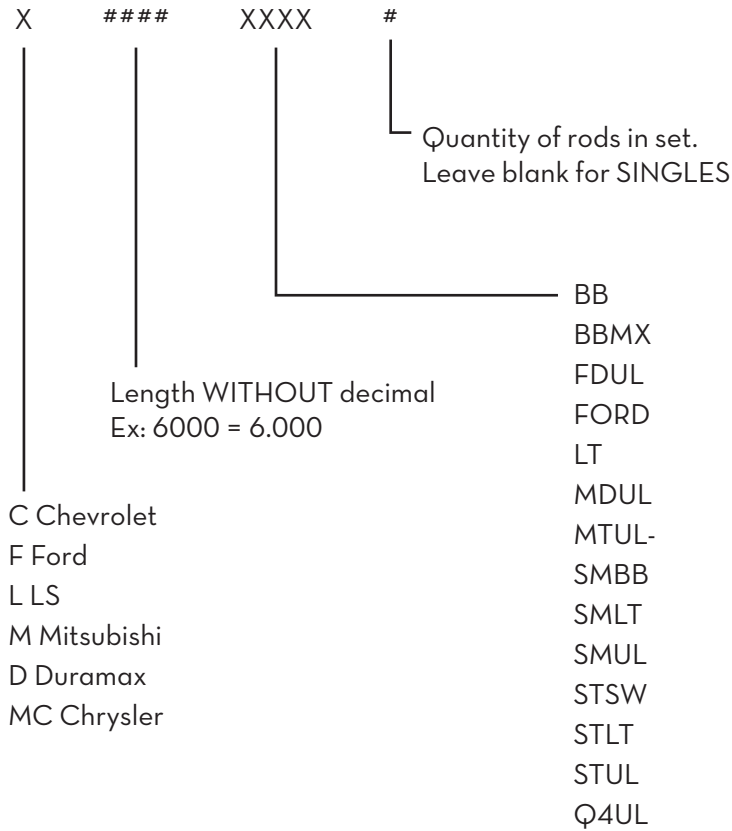 X #### XXXX #
Quantity of rods in set.
Leave blank for SINGLES
Length WITHOUT decimal
Ex: 6000 = 6.000
C Chevrolet
F Ford
L LS
M Mitsubishi
D Duramax
MC Chrysler
BB
BBMX
FDUL
FORD
LT
MDUL
MTUL-
SMBB
SMLT
SMUL
STSW
STLT
STUL
Q4UL